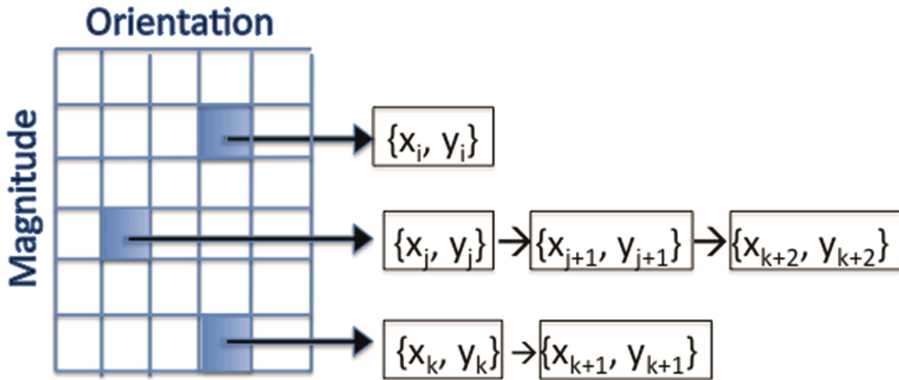 Orientation
Magnitude
{xᵢ, yᵢ}
{xⱼ, yⱼ} → {xⱼ₊₁, yⱼ₊₁} → {xₖ₊₂, yₖ₊₂}
{xₖ, yₖ} → {xₖ₊₁, yₖ₊₁}